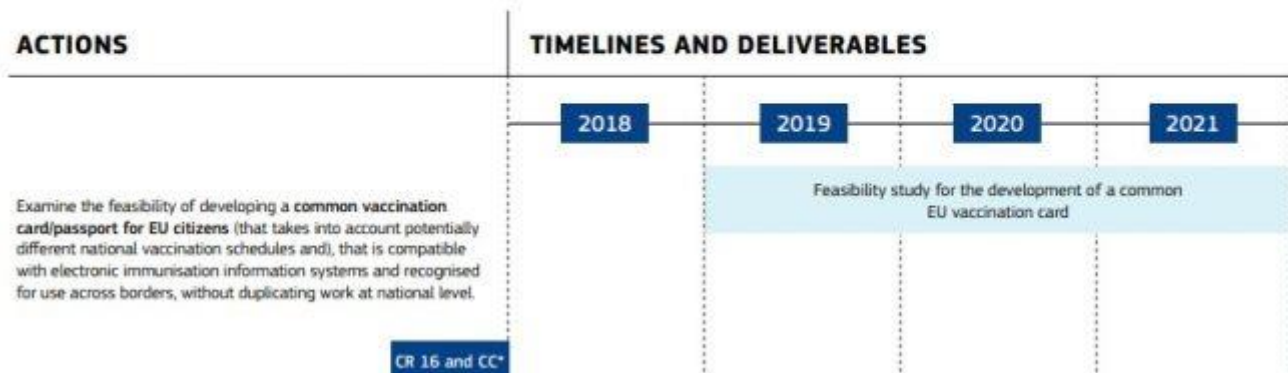 ACTIONS
TIMELINES AND DELIVERABLES
2018
2019
2020
2021
Feasibility study for the development of a common
EU vaccination card
Examine the feasibility of developing a common vaccination
card/passport for EU citizens (that takes into account potentially
different national vaccination schedules and), that is compatible
with electronic immunisation information systems and recognised
for use across borders, without duplicating work at national level.
CR 16 and CC*